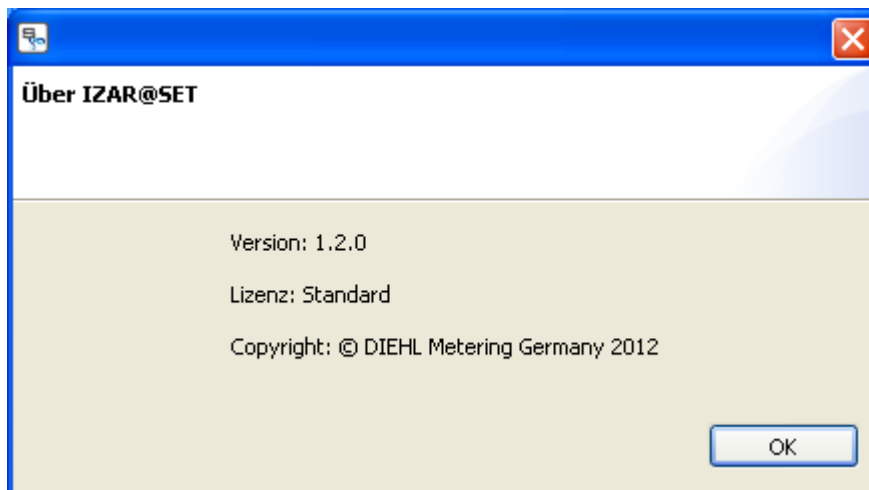 Über IZAR@SET
Version: 1.2.0
Lizenz: Standard
Copyright: © DIEHL Metering Germany 2012
OK